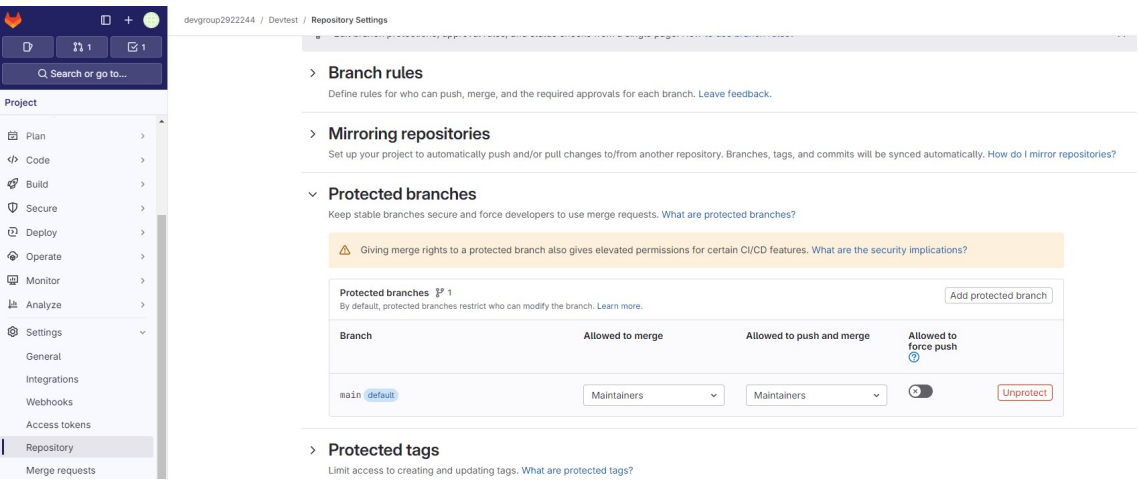 devgroup2922244 / Devtest / Repository Settings
1
1
Search or go to...
Project
Plan
Code
Build
Secure
Deploy
Operate
Monitor
Analyze
Settings
General
Integrations
Webhooks
Access tokens
Repository
Merge requests
Branch rules
Define rules for who can push, merge, and the required approvals for each branch. Leave feedback.
Mirroring repositories
Set up your project to automatically push and/or pull changes to/from another repository. Branches, tags, and commits will be synced automatically. How do I mirror repositories?
Protected branches
Keep stable branches secure and force developers to use merge requests. What are protected branches?
Giving merge rights to a protected branch also gives elevated permissions for certain CI/CD features. What are the security implications?
Protected branches 1
Add protected branch
By default, protected branches restrict who can modify the branch. Learn more.
Branch Allowed to merge Allowed to push and merge Allowed to
force push
main default Maintainers Maintainers Unprotect
Protected tags
Limit access to creating and updating tags. What are protected tags?